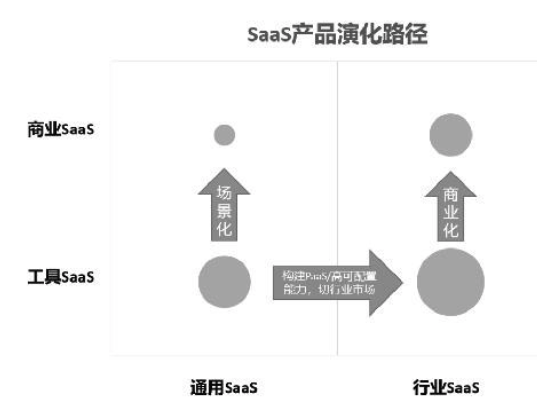 SaaS产品演化路径
商业SaaS
场景化
商业化
工具SaaS
构建PaaS/高可配置
能力，切行业市场
通用SaaS
行业SaaS